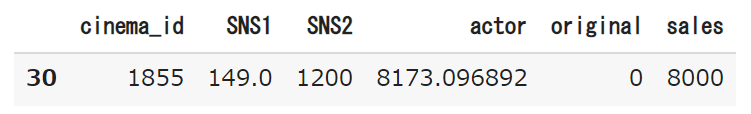 cinema_id SNS1 SNS2 actor original sales
30 1855 149.0 1200 8173.096892 0 8000